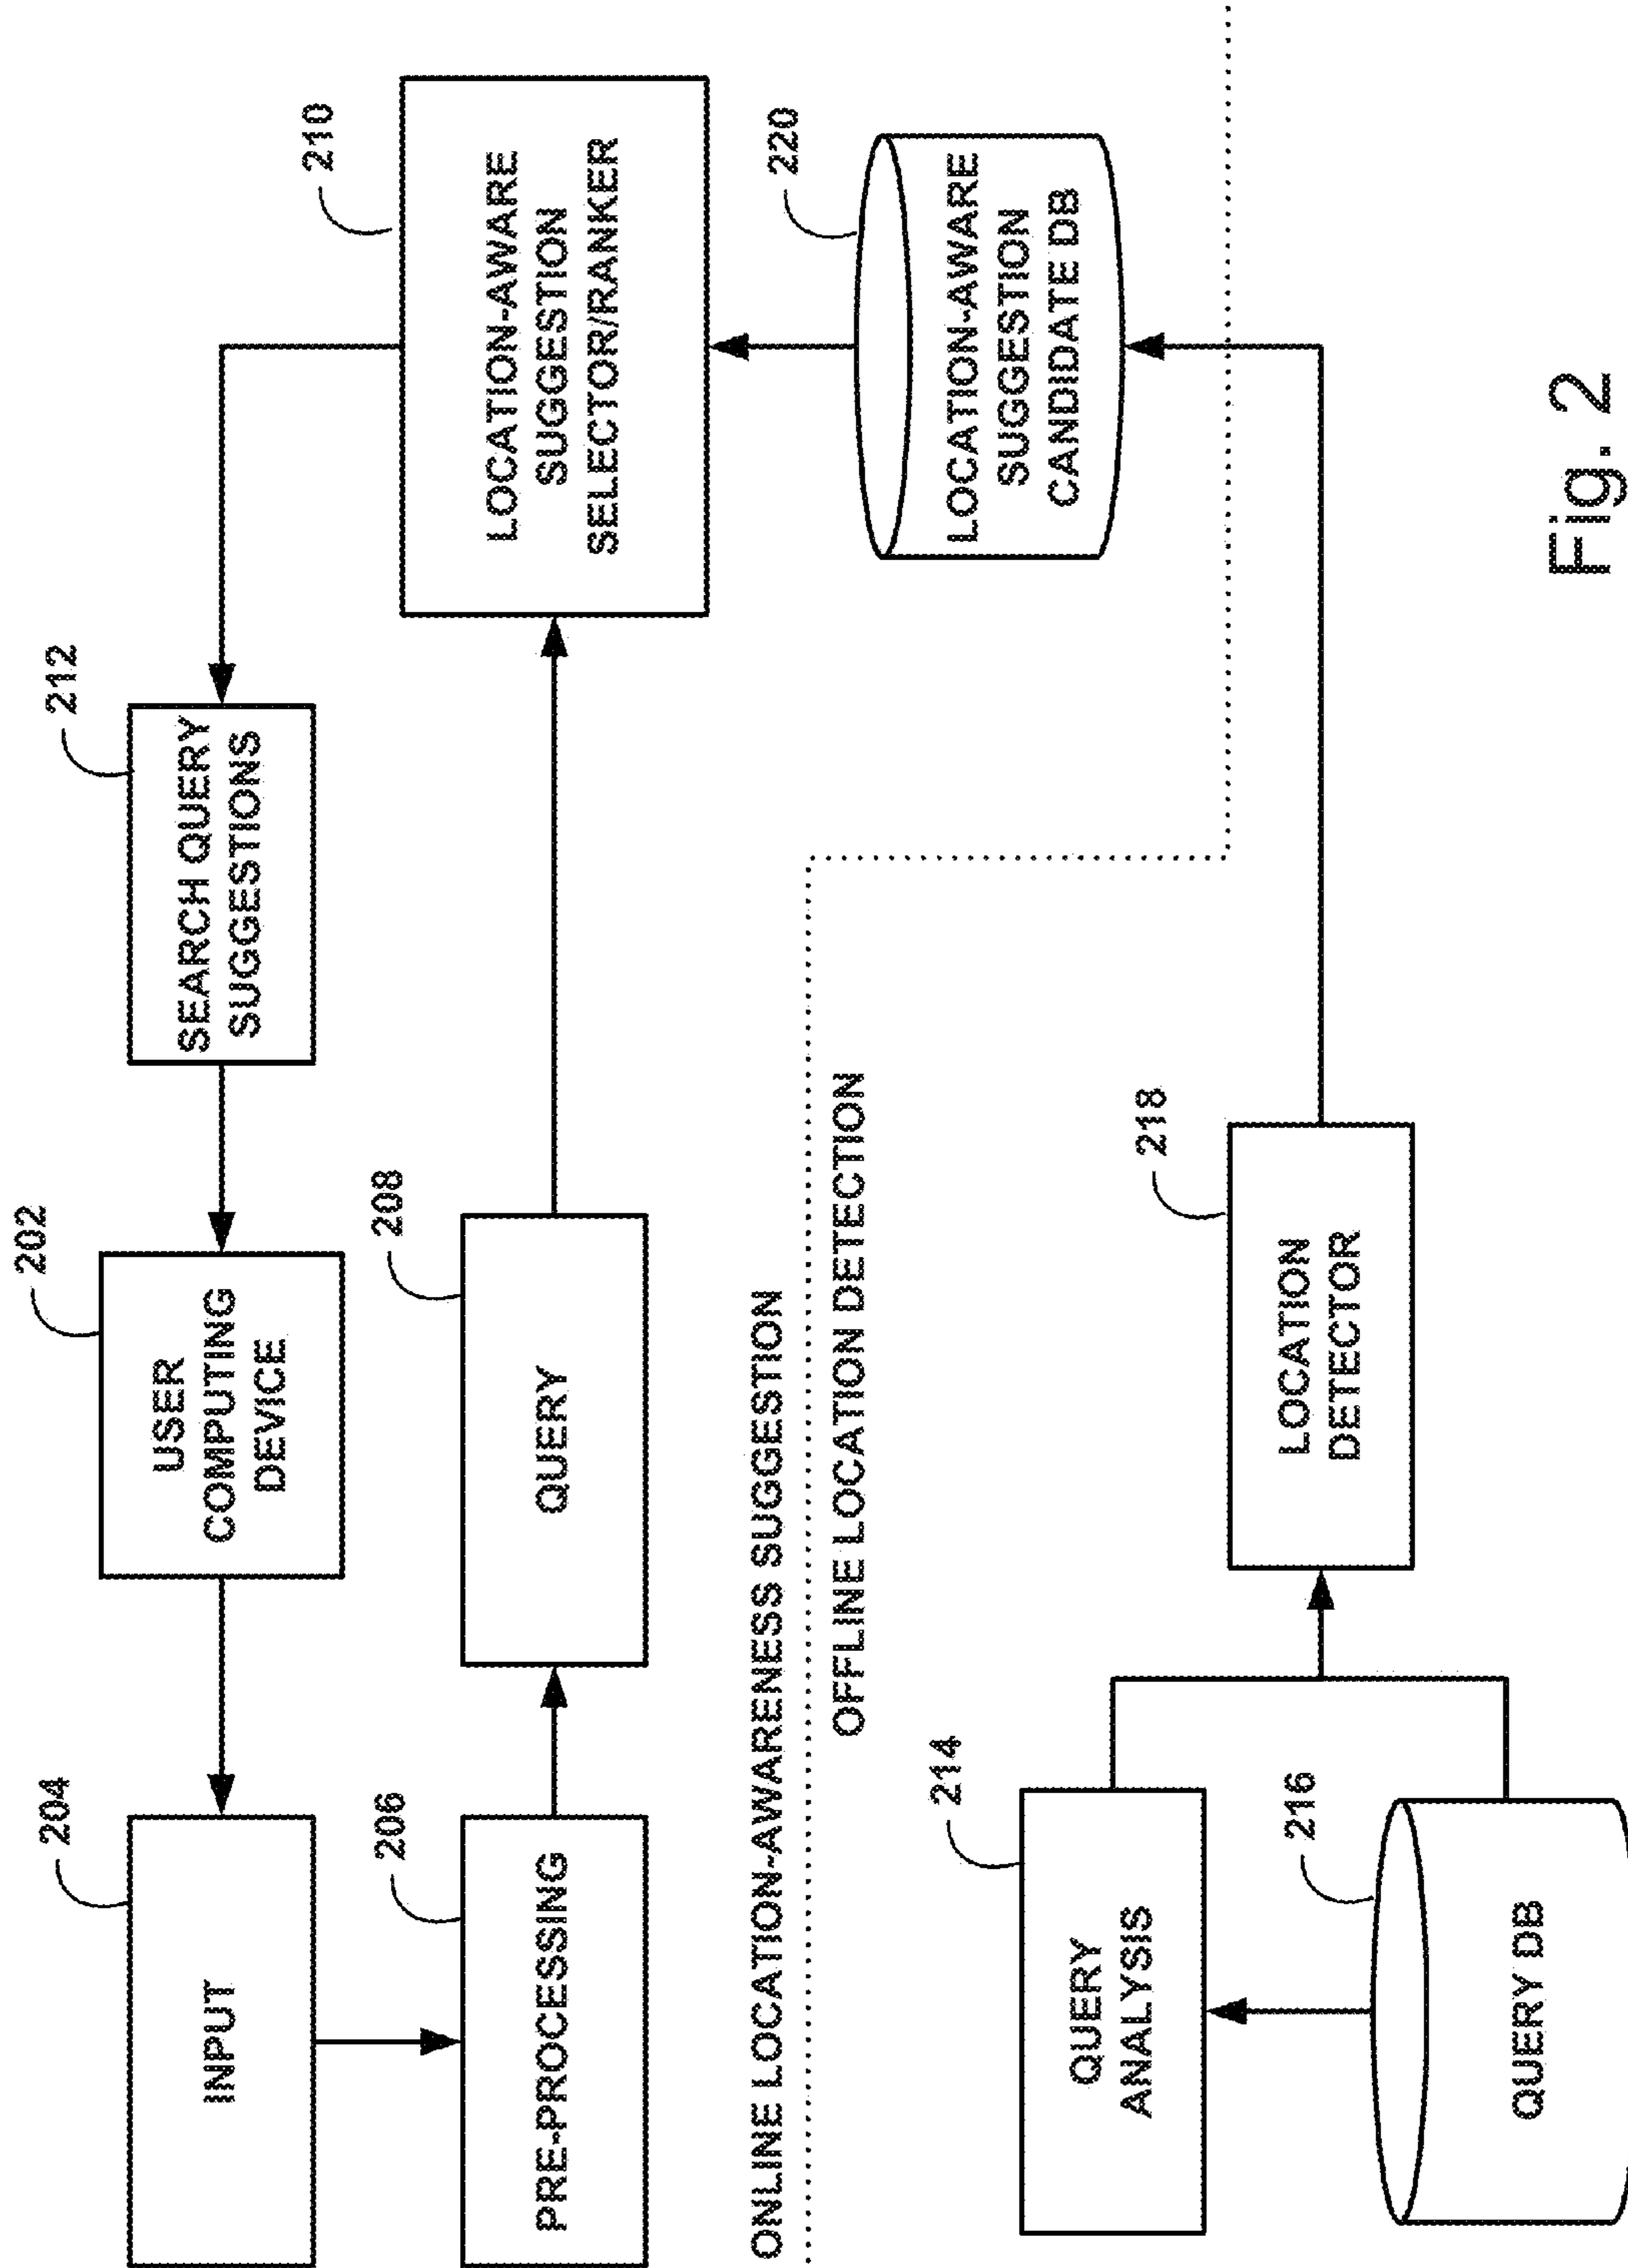 204
INPUT
202
USER
COMPUTING
DEVICE
212
SEARCH QUERY
SUGGESTIONS
206
PRE-PROCESSING
208
QUERY
210
LOCATION-AWARE
SUGGESTION
SELECTOR/RANKER
ONLINE LOCATION-AWARENESS SUGGESTION
OFFLINE LOCATION DETECTION
220
LOCATION-AWARE
SUGGESTION
CANDIDATE DB
214
QUERY
ANALYSIS
216
QUERY DB
218
LOCATION
DETECTOR
Fig. 2